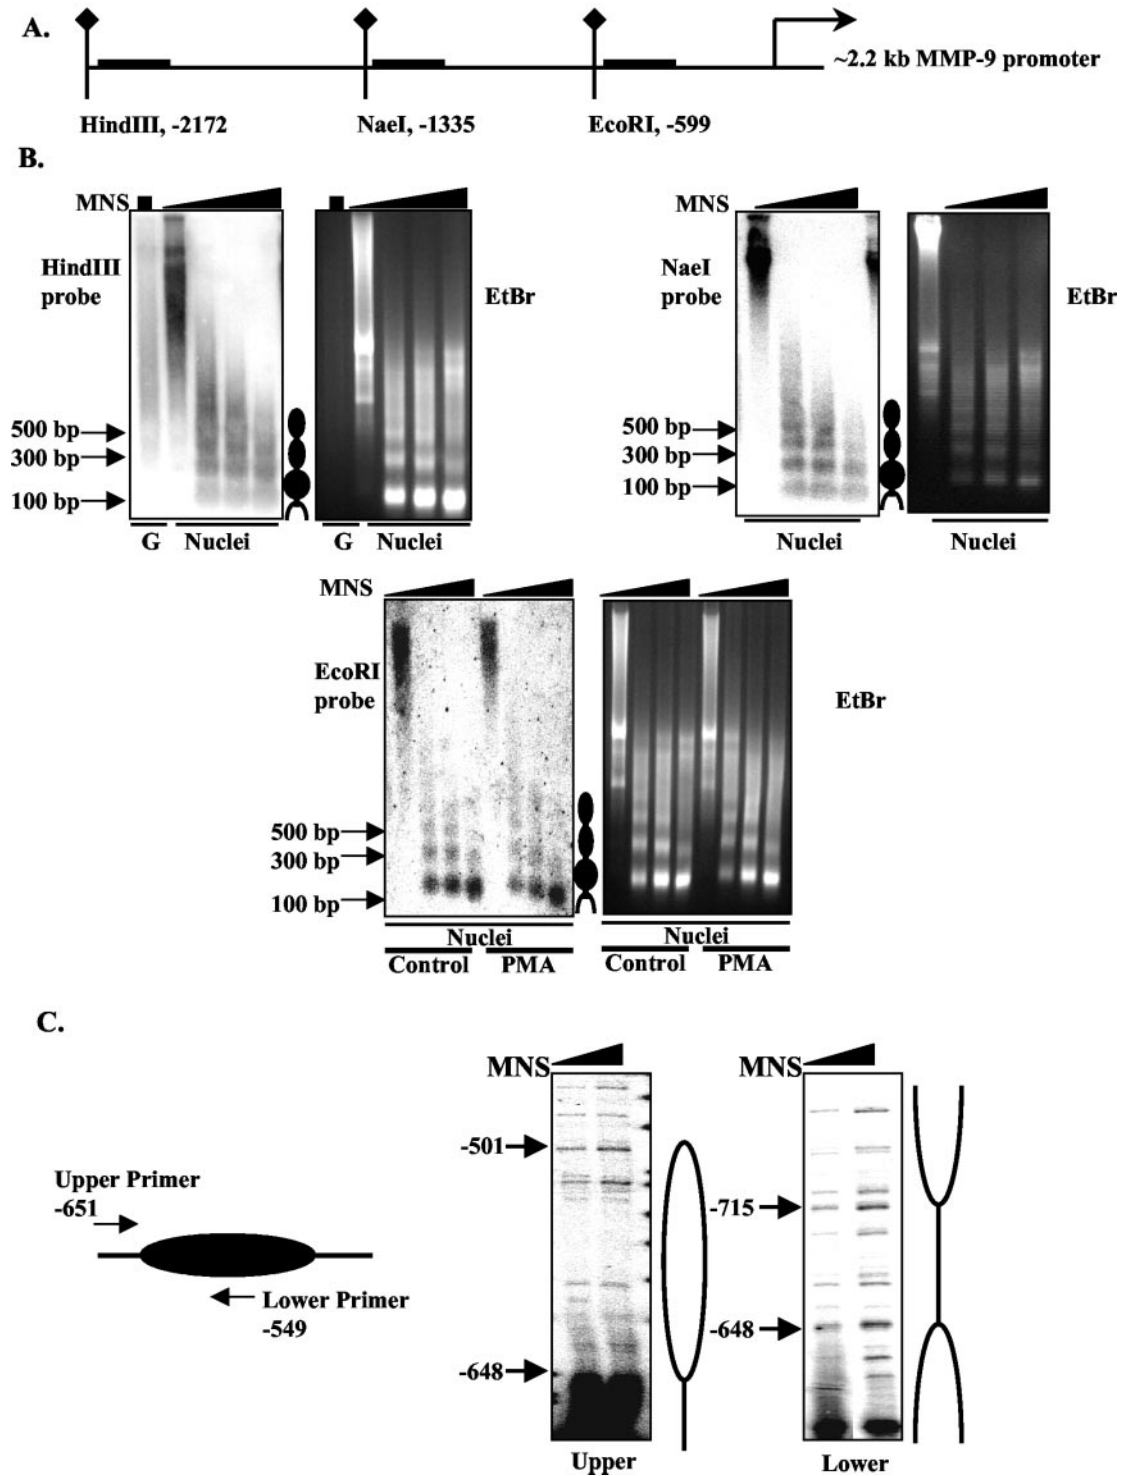 A.
~2.2 kb MMP-9 promoter
HindIII, -2172
NaeI, -1335
EcoRI, -599
B.
MNS
HindIII
probe
EtBr
500 bp
300 bp
100 bp
G
Nuclei
G
Nuclei
MNS
NaeI
probe
EtBr
500 bp
300 bp
100 bp
Nuclei
Nuclei
MNS
EcoRI
probe
EtBr
500 bp
300 bp
100 bp
Nuclei
Control
PMA
Nuclei
Control
PMA
C.
Upper Primer
-651
Lower Primer
-549
MNS
-501
-648
Upper
MNS
-715
-648
Lower